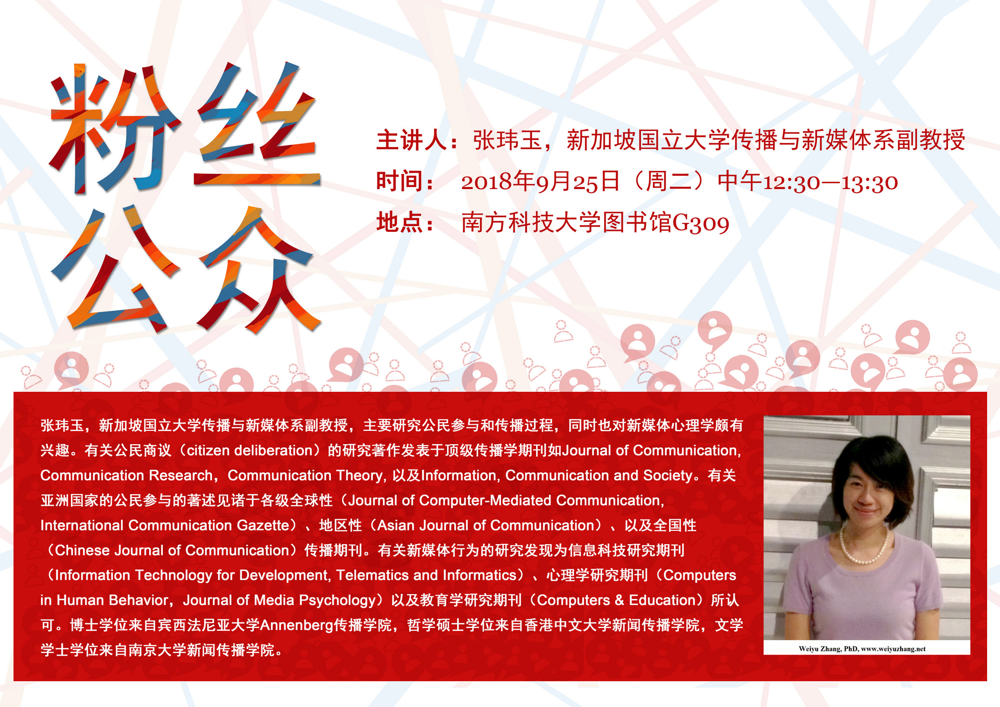 粉丝
公众
主讲人：张玮玉，新加坡国立大学传播与新媒体系副教授
时间： 2018年9月25日（周二）中午12:30—13:30
地点： 南方科技大学图书馆G309
张玮玉，新加坡国立大学传播与新媒体系副教授，主要研究公民参与和传播过程，同时也对新媒体心理学颇有
兴趣。有关公民商议（citizen deliberation）的研究著作发表于顶级传播学期刊如Journal of Communication,
Communication Research，Communication Theory, 以及Information, Communication and Society。有关
亚洲国家的公民参与的著述见诸于各级全球性（Journal of Computer-Mediated Communication,
International Communication Gazette）、地区性（Asian Journal of Communication）、以及全国性
（Chinese Journal of Communication）传播期刊。有关新媒体行为的研究发现为信息科技研究期刊
（Information Technology for Development, Telematics and Informatics）、心理学研究期刊（Computers
in Human Behavior，Journal of Media Psychology）以及教育学研究期刊（Computers & Education）所认
可。博士学位来自宾西法尼亚大学Annenberg传播学院，哲学硕士学位来自香港中文大学新闻传播学院，文学
学士学位来自南京大学新闻传播学院。
Weiyu Zhang, PhD, www.weiyuzhang.net